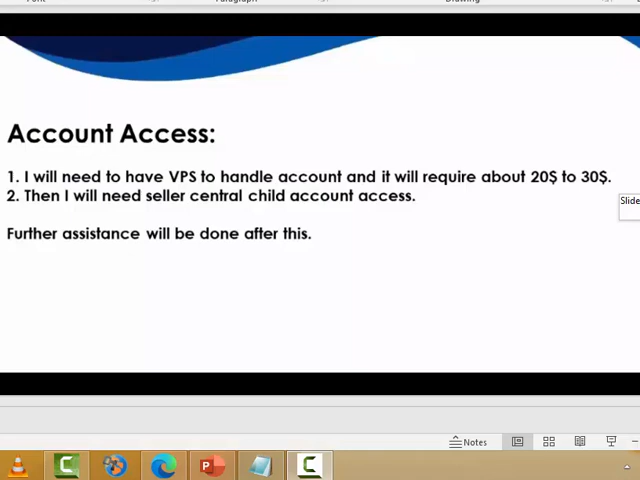 Account Access:
1. I will need to have VPS to handle account and it will require about 20$ to 30$.
2. Then I will need seller central child account access.
Slide
Further assistance will be done after this.
Notes